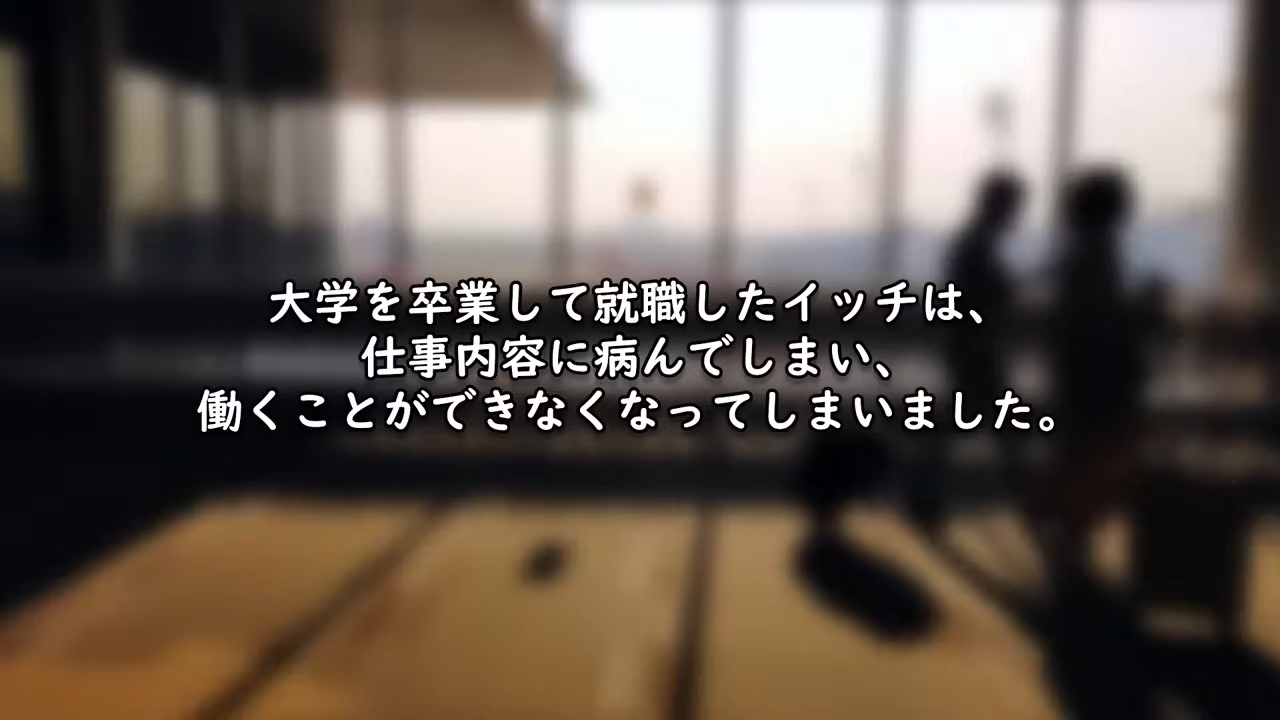 大学を卒業して就職したイッチは、
仕事内容に病んでしまい、
働くことができなくなってしまいました。